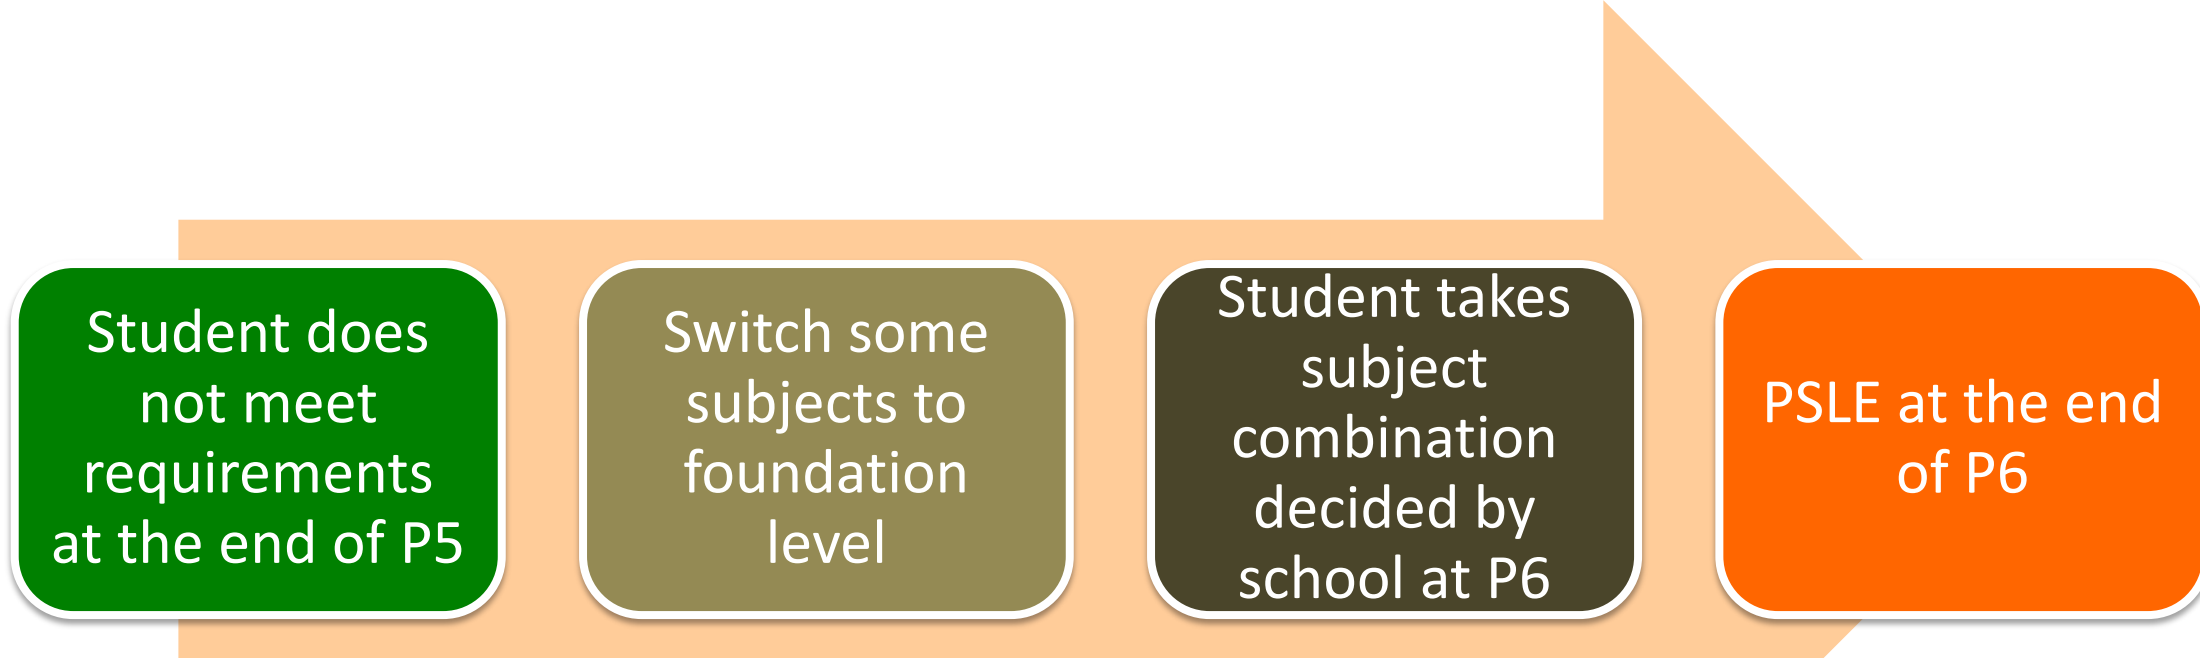 Student does
not meet
requirements
at the end of P5
Switch some
subjects to
foundation
level
Student takes
subject
combination
decided by
school at P6
PSLE at the end
of P6